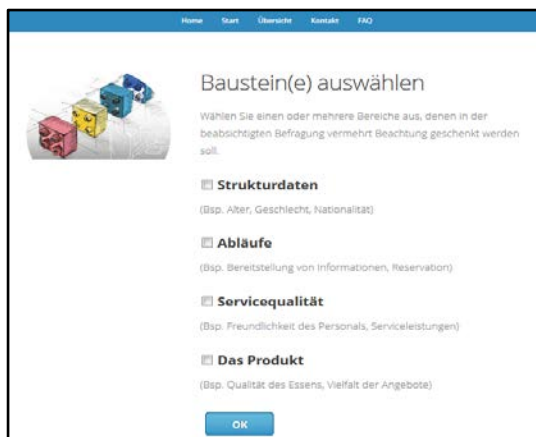 Home Start Übersicht Kontakt FAQ
Baustein(e) auswählen
Wählen Sie einen oder mehrere Bereiche aus, denen in der
beabsichtigten Befragung vermehrt Beachtung geschenkt werden
soll.
Strukturdaten
(Bsp. Alter, Geschlecht, Nationalität)
Abläufe
(Bsp. Bereitstellung von Informationen, Reservation)
Servicequalität
(Bsp. Freundlichkeit des Personals, Serviceleistungen)
Das Produkt
(Bsp. Qualität des Essens, Vielfalt der Angebote)
OK